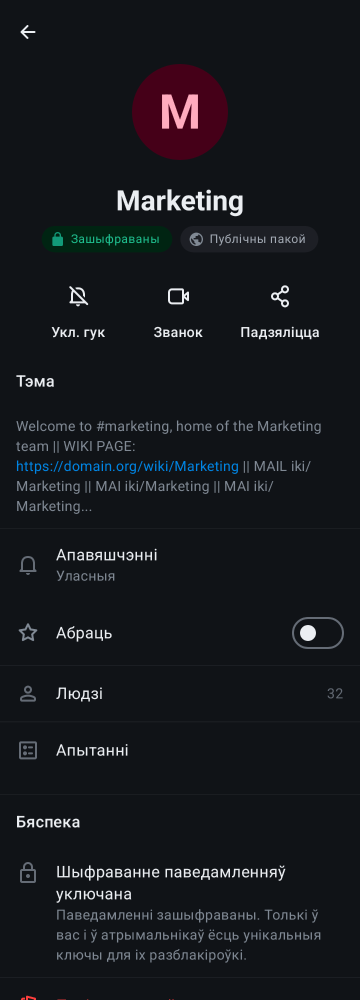 M
Marketing
Зашыфраваны
Публічны пакой
Укл. гук
Званок
Падзяліцца
Тэма
Welcome to #marketing, home of the Marketing
team || WIKI PAGE:
https://domain.org/wiki/Marketing || MAIL iki/
Marketing || MAI iki/Marketing || MAI iki/
Marketing...
Апавяшчэнні
Уласныя
Абраць
Людзі
32
Апытанні
Бяспека
Шыфраванне паведамленняў
уключана
Паведамленні зашыфраваны. Толькі ў
вас і ў атрымальнікаў ёсць унікальныя
ключы для іх разблакіроўкі.